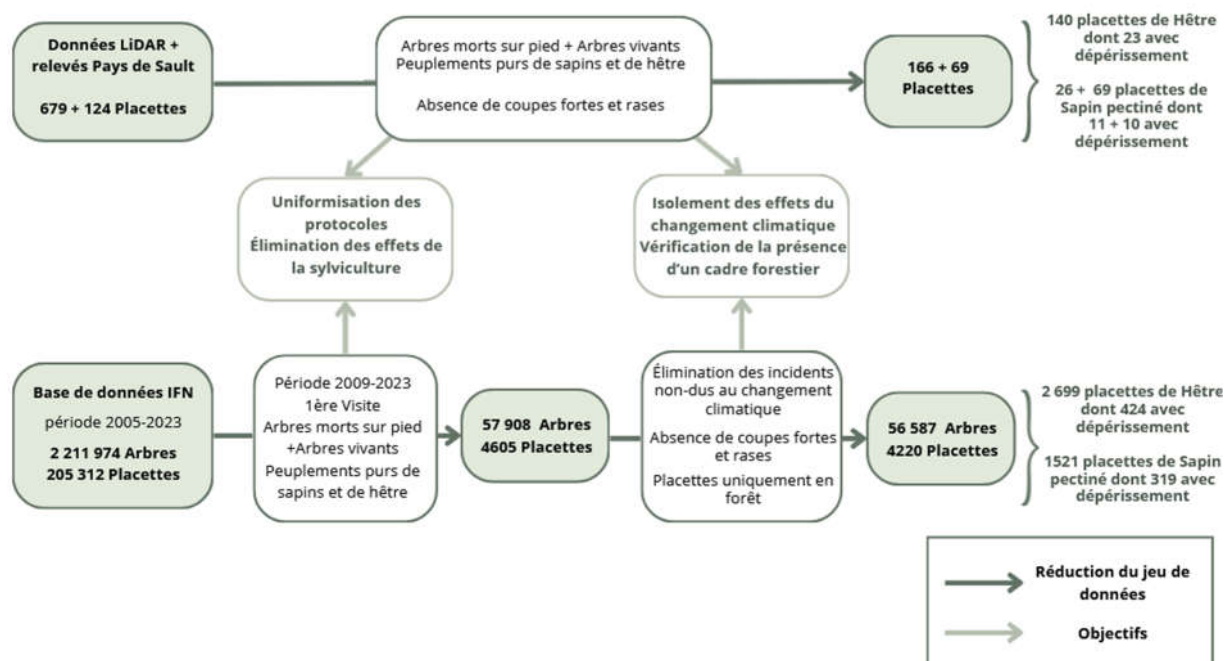 Données LiDAR +
relevés Pays de Sault
679 + 124 Placettes
Arbres morts sur pied + Arbres vivants
Peuplements purs de sapins et de hêtre
Absence de coupes fortes et rases
166 + 69
Placettes
140 placettes de Hêtre
dont 23 avec
dépérissement
26 + 69 placettes de
Sapin pectiné dont
11 + 10 avec
dépérissement
Uniformisation des
protocoles
Élimination des effets de
la sylviculture
Isolement des effets du
changement climatique
Vérification de la présence
d'un cadre forestier
Base de données IFN
période 2005-2023
2 211 974 Arbres
205 312 Placettes
Période 2009-2023
1ère Visite
Arbres morts sur pied
+Arbres vivants
Peuplements purs de
sapins et de hêtre
57 908 Arbres
4605 Placettes
Élimination des incidents
non-dus au changement
climatique
Absence de coupes fortes
et rases
Placettes uniquement en
forêt
56 587 Arbres
4220 Placettes
2 699 placettes de Hêtre
dont 424 avec
dépérissement
1521 placettes de Sapin
pectiné dont 319 avec
dépérissement
Réduction du jeu de
données
Objectifs